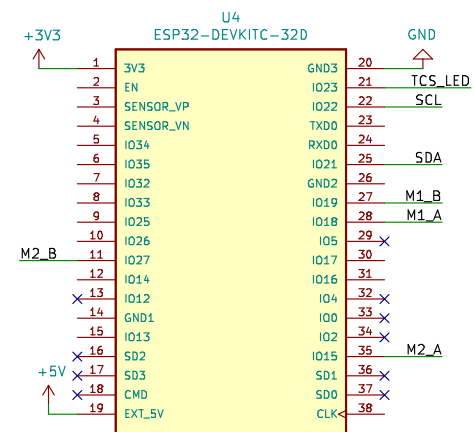 U4
ESP32-DEVKITC-32D
+3V3
GND
1 3V3 GND3 20
2 EN IO23 21 TCS_LED
3 SENSOR_VP IO22 22 SCL
4 SENSOR_VN TXD0 23
5 IO34 RXD0 24
6 IO35 IO21 25 SDA
7 IO32 GND2 26
8 IO33 IO19 27 M1_B
9 IO25 IO18 28 M1_A
10 IO26 IO5 29
M2_B 11 IO27 IO17 30
12 IO14 IO16 31
13 IO12 IO4 32
14 GND1 IO0 33
15 IO13 IO2 34
16 SD2 IO15 35 M2_A
+5V 17 SD3 SD1 36
18 CMD SD0 37
19 EXT_5V CLK 38